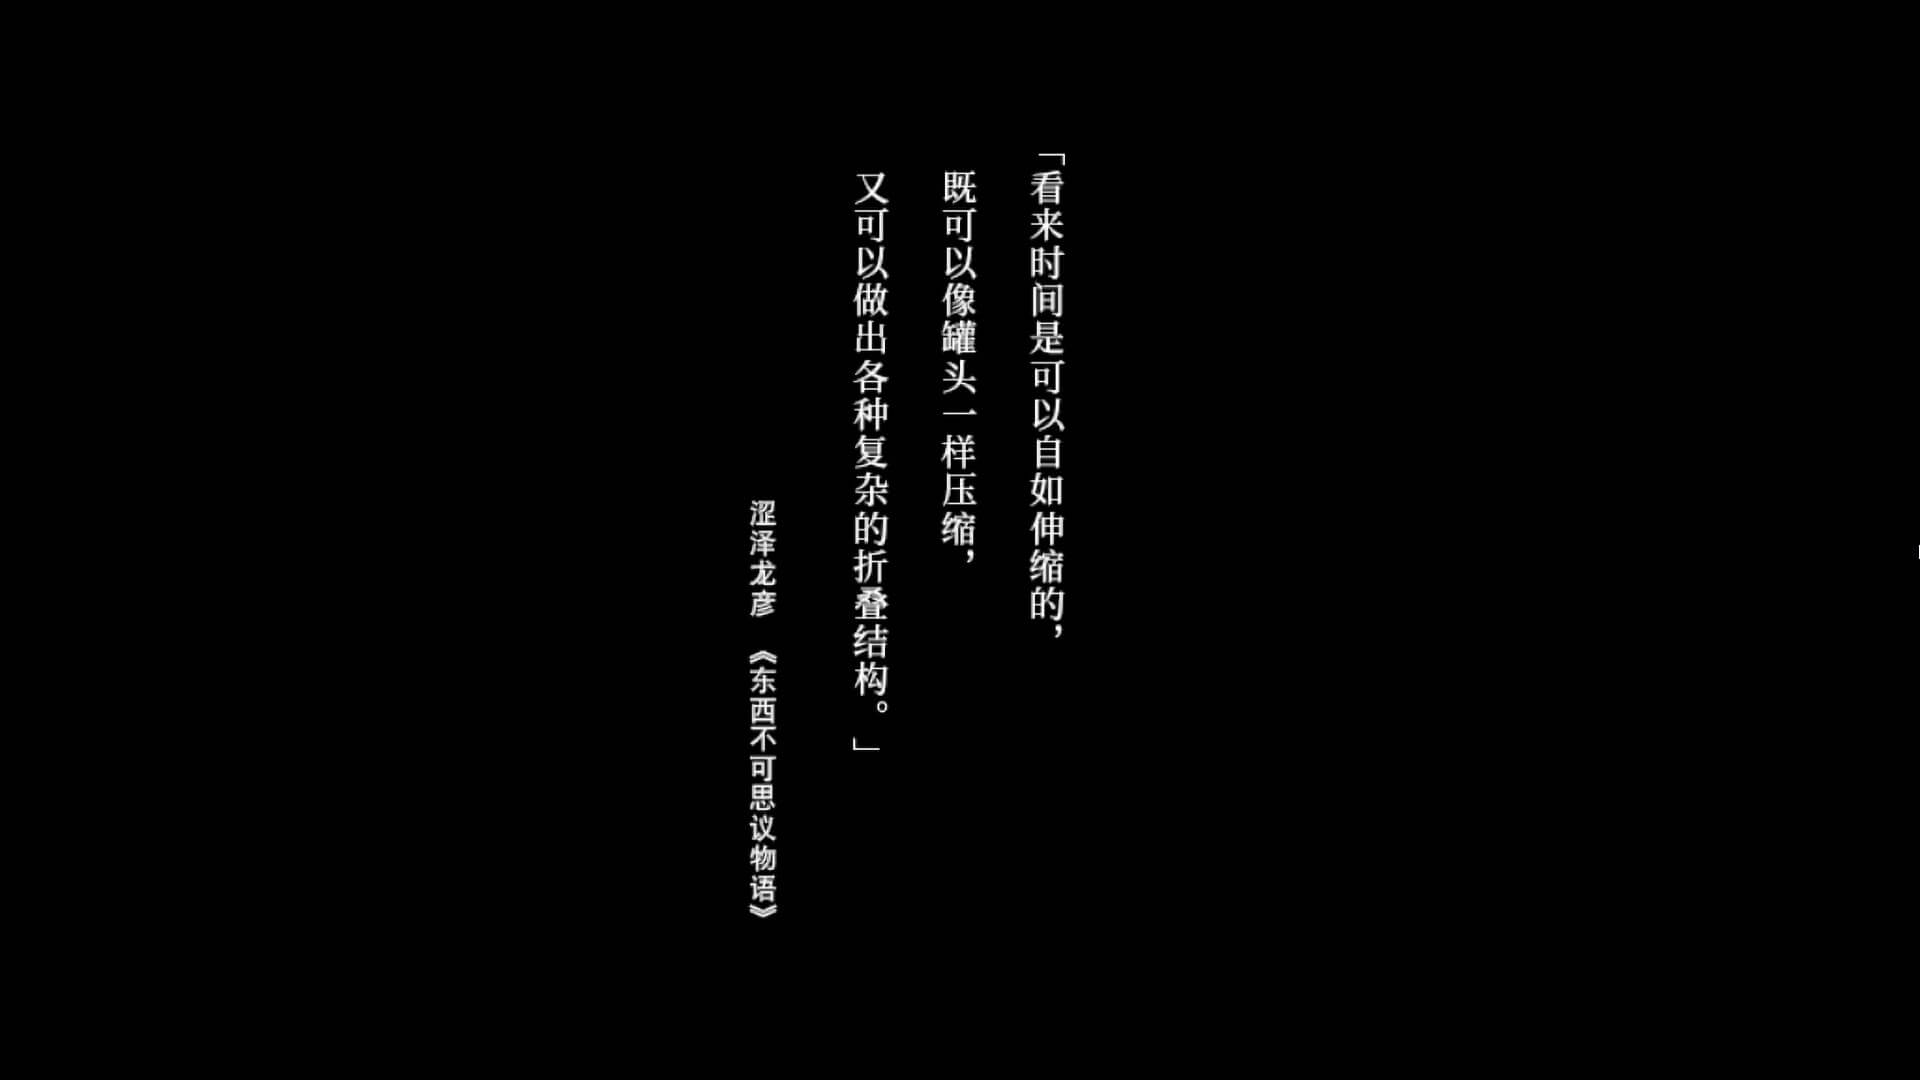 「看来时间是可以自如伸缩的，
既可以像罐头一样压缩，
又可以做出各种复杂的折叠结构。」
涩泽龙彦　《东西不可思议物语》